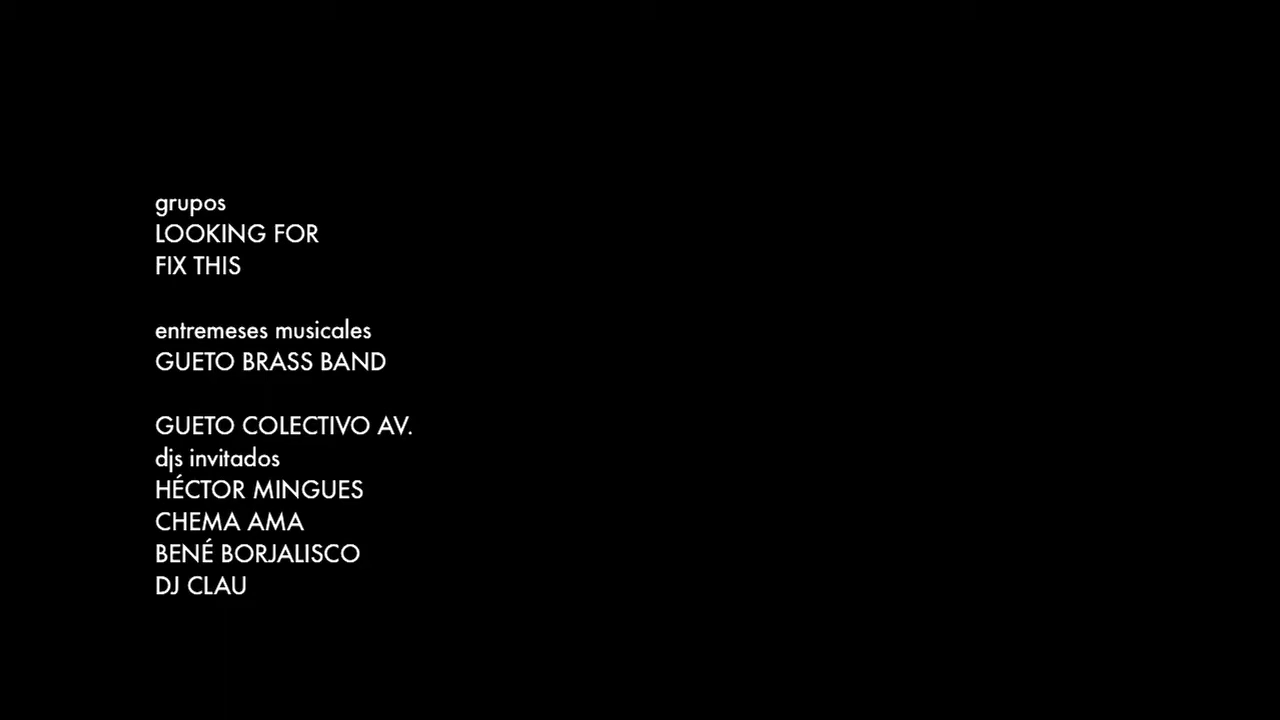 grupos
LOOKING FOR
FIX THIS
entremeses musicales
GUETO BRASS BAND
GUETO COLECTIVO AV.
djs invitados
HÉCTOR MINGUES
CHEMA AMA
BENÉ BORJALISCO
DJ CLAU